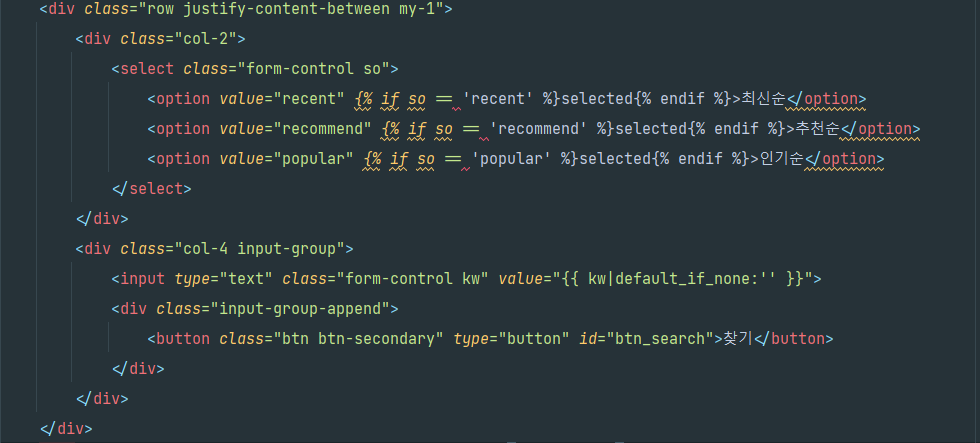 <div class="row justify-content-between my-1">
<div class="col-2">
<select class="form-control so">
<option value="recent" {% if so == 'recent' %}selected{% endif %}>최신순</option>
<option value="recommend" {% if so == 'recommend' %}selected{% endif %}>추천순</option>
<option value="popular" {% if so == 'popular' %}selected{% endif %}>인기순</option>
</select>
</div>
<div class="col-4 input-group">
<input type="text" class="form-control kw" value="{{ kw|default_if_none:'' }}">
<div class="input-group-append">
<button class="btn btn-secondary" type="button" id="btn_search">찾기</button>
</div>
</div>
</div>